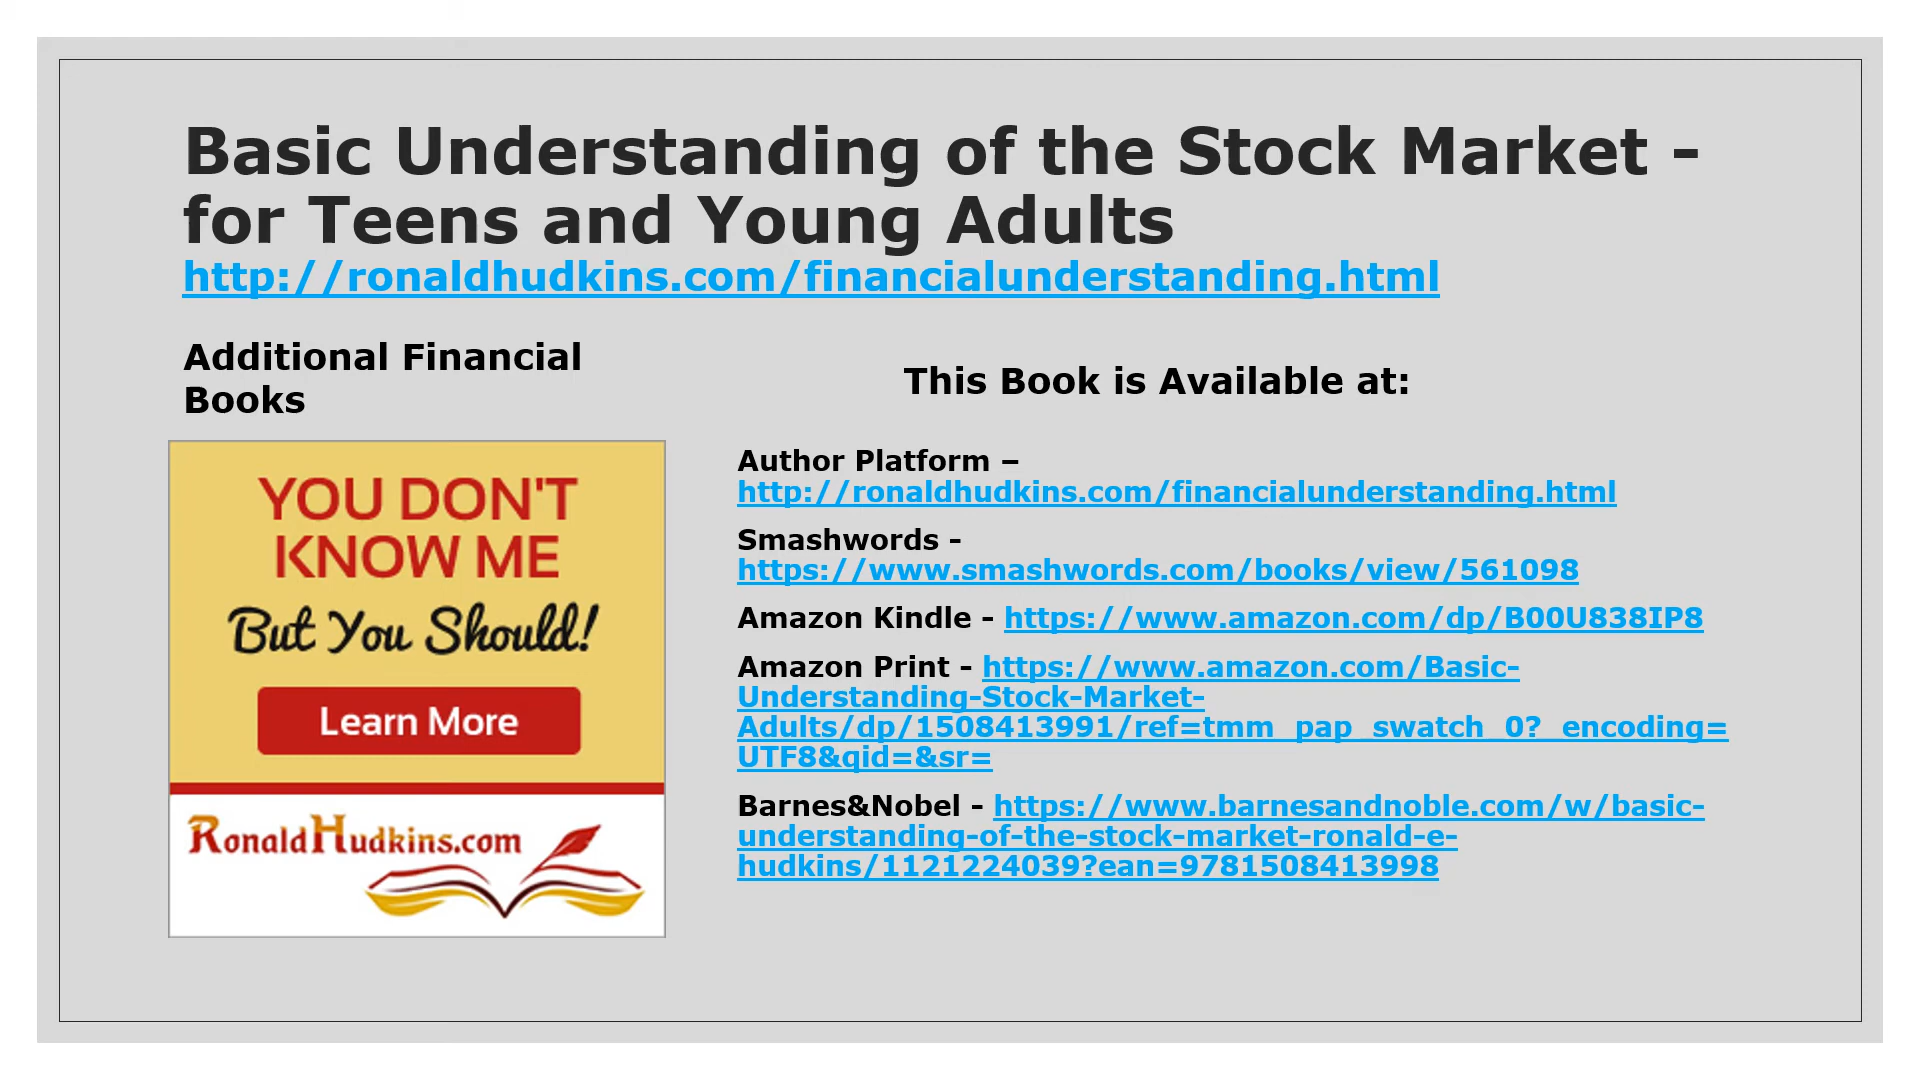 Basic Understanding of the Stock Market -
for Teens and Young Adults
http://ronaldhudkins.com/financialunderstanding.html
Additional Financial
Books
YOU DON'T
KNOW ME
But You Should!
Learn More
RonaldHudkins.com
This Book is Available at:
Author Platform –
http://ronaldhudkins.com/financialunderstanding.html
Smashwords -
https://www.smashwords.com/books/view/561098
Amazon Kindle - https://www.amazon.com/dp/B00U838IP8
Amazon Print - https://www.amazon.com/Basic-
Understanding-Stock-Market-
Adults/dp/1508413991/ref=tmm_pap_swatch_0?_encoding=
UTF8&qid=&sr=
Barnes&Nobel - https://www.barnesandnoble.com/w/basic-
understanding-of-the-stock-market-ronald-e-
hudkins/1121224039?ean=9781508413998